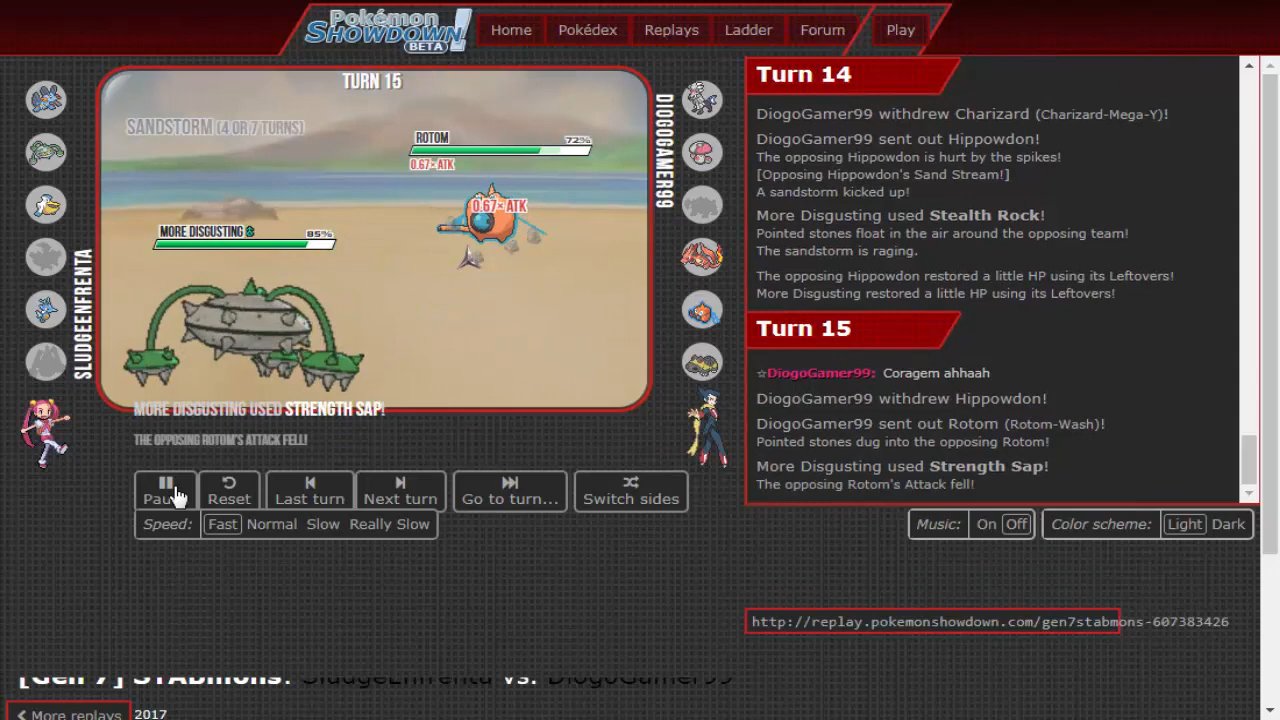 Pokémon
SHOWDOWN!
BETA
Home
Pokédex
Replays
Ladder
Forum
Play
TURN 15
SANDSTORM (4 OR 7 TURNS)
ROTOM
72%
0.67× ATK
0.67× ATK
MORE DISGUSTING
85%
SLUDGEENFRENTA
DIOGOGAMER99
MORE DISGUSTING USED STRENGTH SAP!
THE OPPOSING ROTOM'S ATTACK FELL!
Pause
Reset
Last turn
Next turn
Go to turn...
Switch sides
Speed: Fast Normal Slow Really Slow
Turn 14
DiogoGamer99 withdrew Charizard (Charizard-Mega-Y)!
DiogoGamer99 sent out Hippowdon!
The opposing Hippowdon is hurt by the spikes!
[Opposing Hippowdon's Sand Stream!]
A sandstorm kicked up!
More Disgusting used Stealth Rock!
Pointed stones float in the air around the opposing team!
The sandstorm is raging.
The opposing Hippowdon restored a little HP using its Leftovers!
More Disgusting restored a little HP using its Leftovers!
Turn 15
☆DiogoGamer99: Coragem ahhaah
DiogoGamer99 withdrew Hippowdon!
DiogoGamer99 sent out Rotom (Rotom-Wash)!
Pointed stones dug into the opposing Rotom!
More Disgusting used Strength Sap!
The opposing Rotom's Attack fell!
Music: On Off
Color scheme: Light Dark
http://replay.pokemonshowdown.com/gen7stabmons-607383426
[Gen 7] STABmons: SludgeEnfrenta vs. DiogoGamer99
< More replays
2017